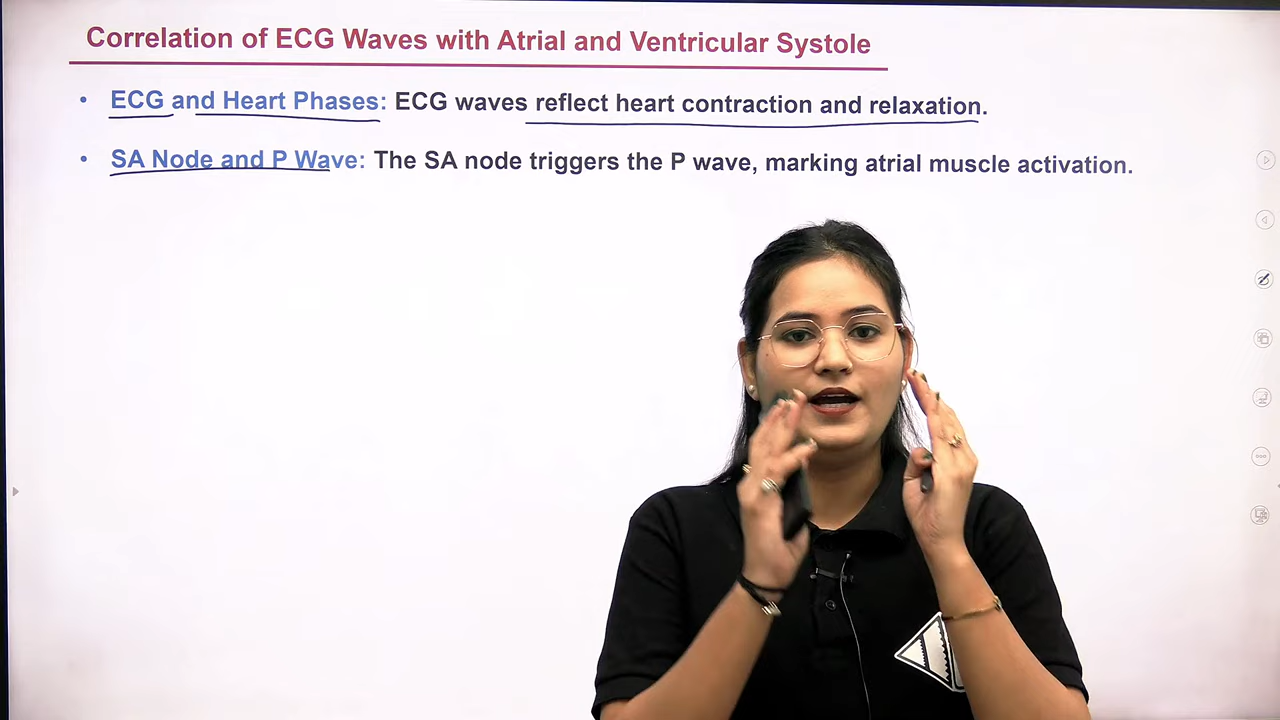 Correlation of ECG Waves with Atrial and Ventricular Systole
• ECG and Heart Phases: ECG waves reflect heart contraction and relaxation.
• SA Node and P Wave: The SA node triggers the P wave, marking atrial muscle activation.